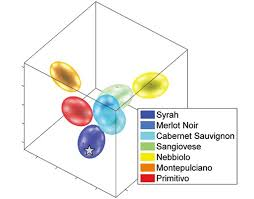 Syrah
Merlot Noir
Cabernet Sauvignon
Sangiovese
Nebbiolo
Montepulciano
Primitivo